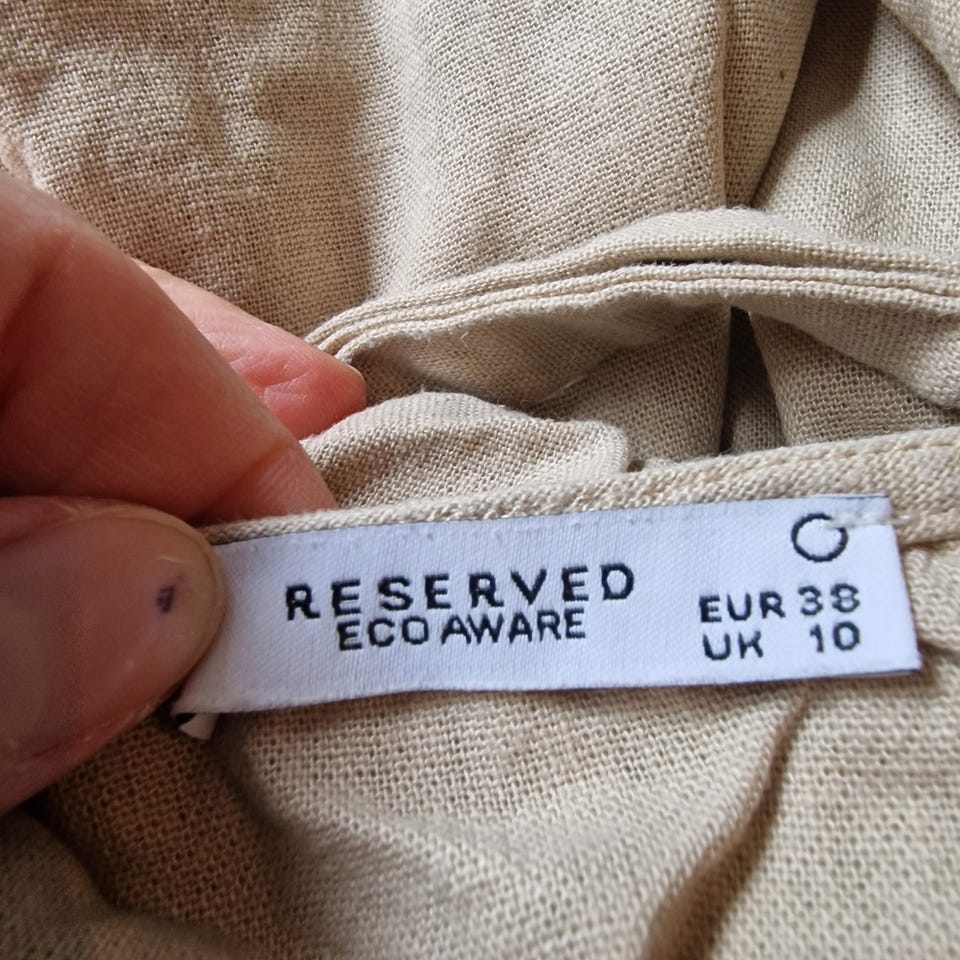 RESERVED
ECO AWARE
EUR 38
UK 10